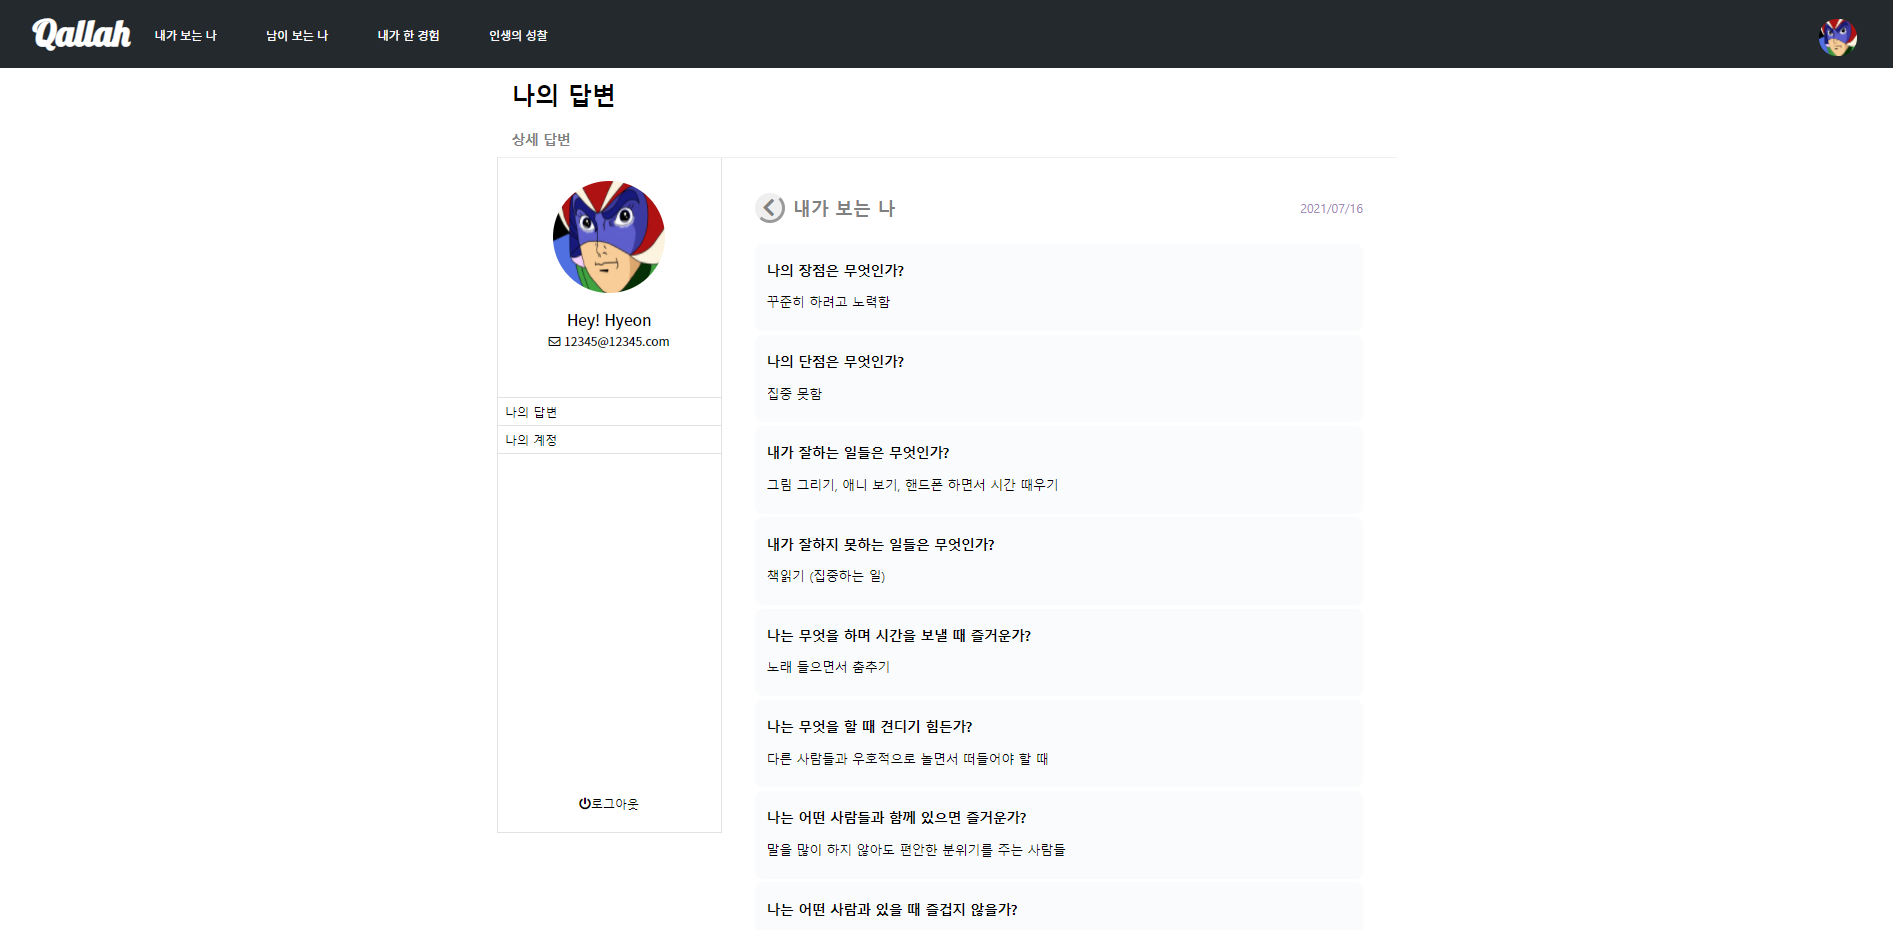 Qallah 내가 보는 나 남이 보는 나 내가 한 경험 인생의 성찰
나의 답변
상세 답변
Hey! Hyeon
12345@12345.com
나의 답변
나의 계정
로그아웃
내가 보는 나 2021/07/16
나의 장점은 무엇인가?
꾸준히 하려고 노력함
나의 단점은 무엇인가?
집중 못함
내가 잘하는 일들은 무엇인가?
그림 그리기, 애니 보기, 핸드폰 하면서 시간 때우기
내가 잘하지 못하는 일들은 무엇인가?
책읽기 (집중하는 일)
나는 무엇을 하며 시간을 보낼 때 즐거운가?
노래 들으면서 춤추기
나는 무엇을 할 때 견디기 힘든가?
다른 사람들과 우호적으로 놀면서 떠들어야 할 때
나는 어떤 사람들과 함께 있으면 즐거운가?
말을 많이 하지 않아도 편안한 분위기를 주는 사람들
나는 어떤 사람과 있을 때 즐겁지 않을가?